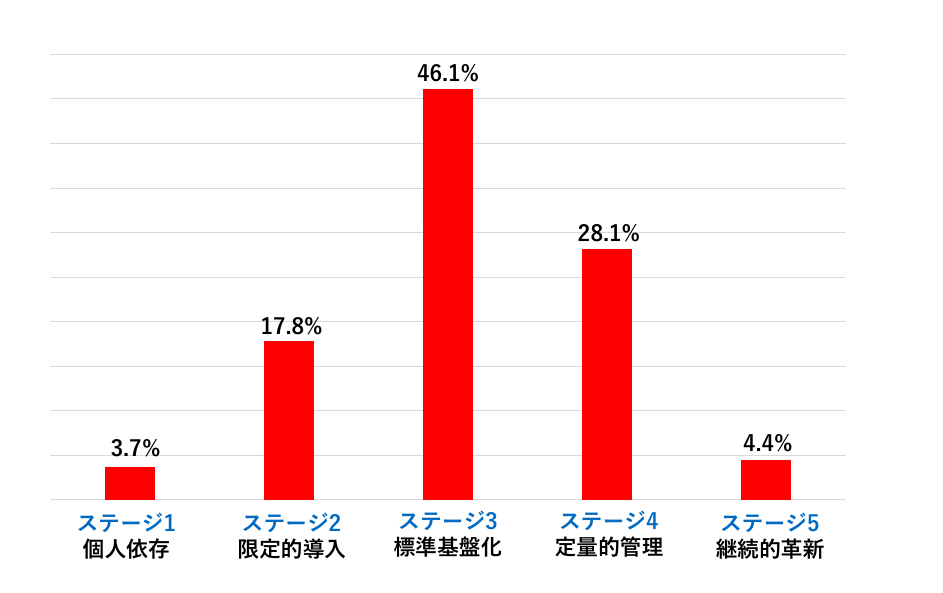 46.1%
28.1%
17.8%
4.4%
3.7%
ステージ1
個人依存
ステージ2
限定的導入
ステージ3
標準基盤化
ステージ4
定量的管理
ステージ5
継続的革新